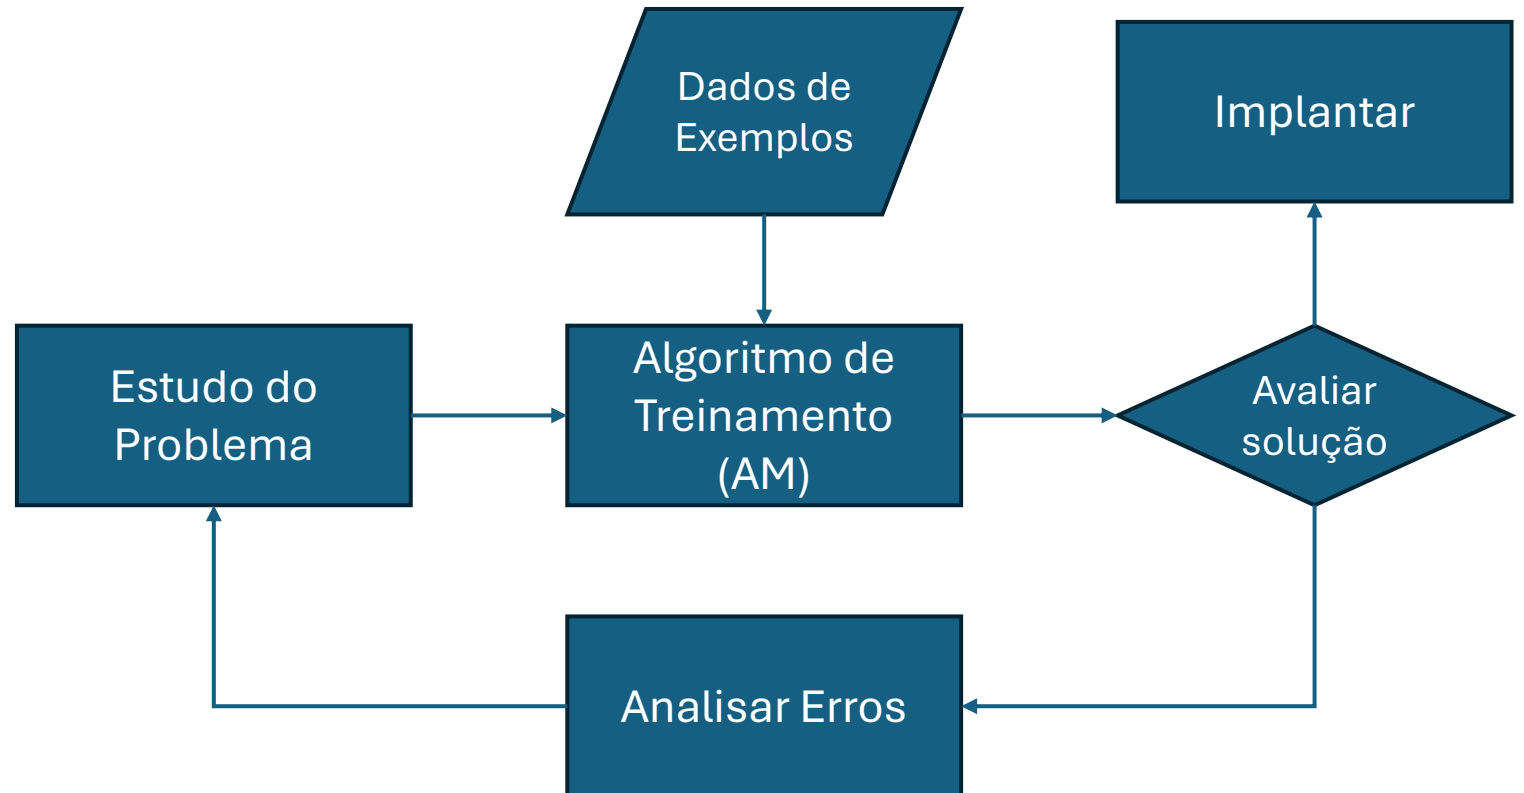 Dados de
Exemplos
Implantar
Estudo do
Problema
Algoritmo de
Treinamento
(AM)
Avaliar
solução
Analisar Erros